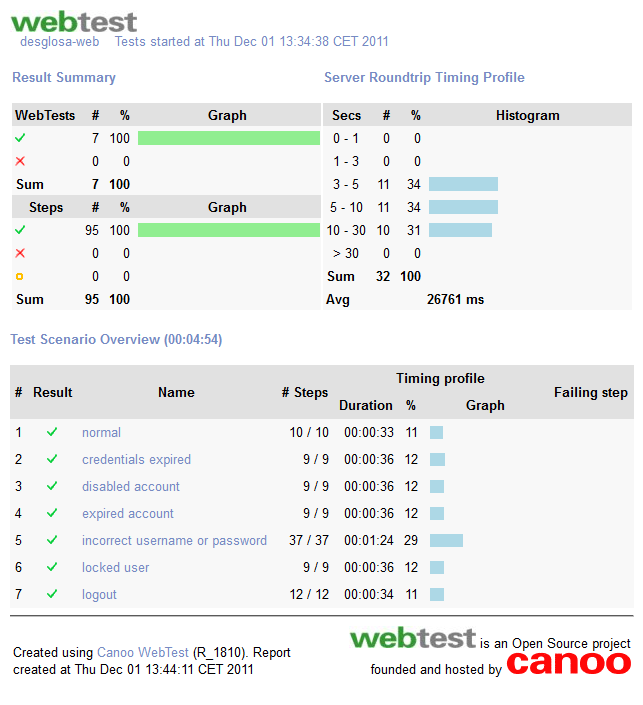 webtest
desglosa-web Tests started at Thu Dec 01 13:34:38 CET 2011
Result Summary
WebTests # % Graph
7 100
0 0
Sum 7 100
Steps # % Graph
95 100
0 0
0 0
Sum 95 100
Server Roundtrip Timing Profile
Secs # % Histogram
0 - 1 0 0
1 - 3 0 0
3 - 5 11 34
5 - 10 11 34
10 - 30 10 31
> 30 0 0
Sum 32 100
Avg 26761 ms
Test Scenario Overview (00:04:54)
# Result Name # Steps Timing profile Failing step
Duration % Graph
1 normal 10 / 10 00:00:33 11
2 credentials expired 9 / 9 00:00:36 12
3 disabled account 9 / 9 00:00:36 12
4 expired account 9 / 9 00:00:36 12
5 incorrect username or password 37 / 37 00:01:24 29
6 locked user 9 / 9 00:00:36 12
7 logout 12 / 12 00:00:34 11
Created using Canoo WebTest (R_1810). Report
created at Thu Dec 01 13:44:11 CET 2011
webtest is an Open Source project
founded and hosted by canoo